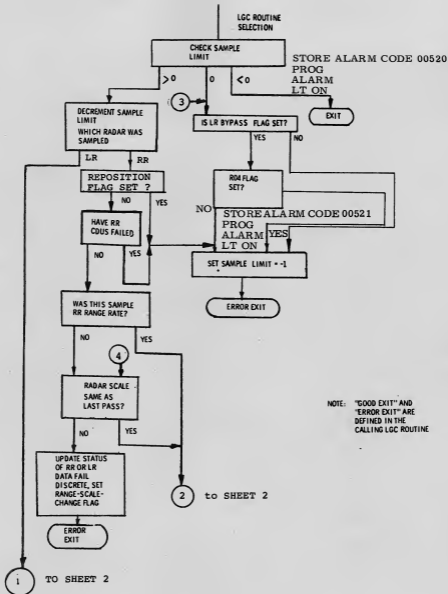 LGC ROUTINE
SELECTION
CHECK SAMPLE
LIMIT
>0
0
<0
STORE ALARM CODE 00520
PROG
ALARM
LT ON
EXIT
3
DECREMENT SAMPLE
LIMIT
WHICH RADAR WAS
SAMPLED
IS LR BYPASS FLAG SET?
LR
RR
YES
NO
REPOSITION
FLAG SET ?
R04 FLAG
SET?
NO
YES
HAVE RR
CDUS FAILED
NO
STORE ALARM CODE 00521
PROG
ALARM
LT ON
YES
NO
YES
SET SAMPLE LIMIT = -1
ERROR EXIT
WAS THIS SAMPLE
RR RANGE RATE?
NO
YES
4
RADAR SCALE
SAME AS
LAST PASS?
NO
YES
NOTE: "GOOD EXIT" AND
"ERROR EXIT" ARE
DEFINED IN THE
CALLING LGC ROUTINE
UPDATE STATUS
OF RR OR LR
DATA FAIL
DISCRETE, SET
RANGE-SCALE-
CHANGE FLAG
2
to SHEET 2
ERROR
EXIT
1
TO SHEET 2